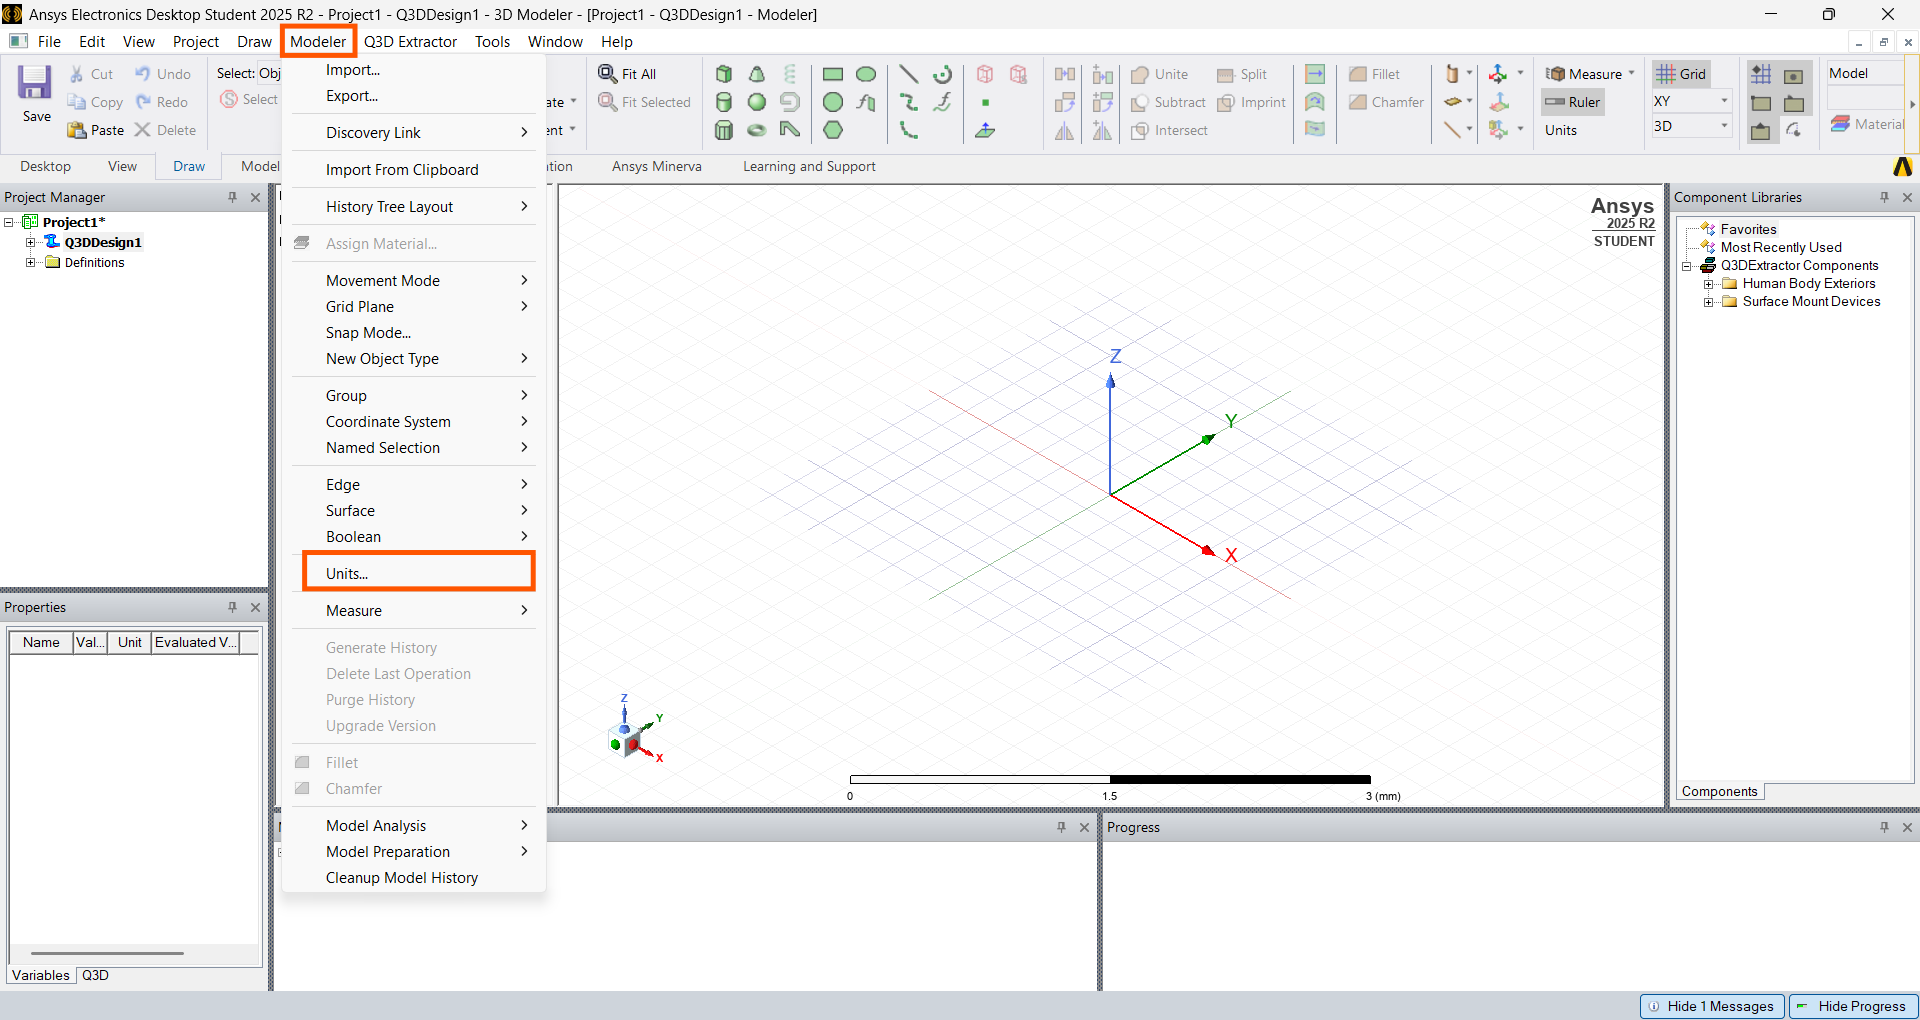 Ansys Electronics Desktop Student 2025 R2 - Project1 - Q3DDesign1 - 3D Modeler - [Project1 - Q3DDesign1 - Modeler]
File Edit View Project Draw Modeler Q3D Extractor Tools Window Help
Save
Cut
Copy
Paste
Undo
Redo
Delete
Select: Obj
Select
ate
ent
Fit All
Fit Selected
Unite
Subtract
Intersect
Split
Imprint
Fillet
Chamfer
Measure
Ruler
Units
Grid
XY
3D
Model
Material
Desktop View Draw Model tion Ansys Minerva Learning and Support
Import...
Export...
Discovery Link
Import From Clipboard
History Tree Layout
Assign Material...
Movement Mode
Grid Plane
Snap Mode...
New Object Type
Group
Coordinate System
Named Selection
Edge
Surface
Boolean
Units...
Measure
Generate History
Delete Last Operation
Purge History
Upgrade Version
Fillet
Chamfer
Model Analysis
Model Preparation
Cleanup Model History
Project Manager
Project1*
Q3DDesign1
Definitions
Properties
Name Val... Unit Evaluated V...
Variables Q3D
Ansys
2025 R2
STUDENT
Z
Y
X
Z
Y
X
0 1.5 3 (mm)
Component Libraries
Favorites
Most Recently Used
Q3DExtractor Components
Human Body Exteriors
Surface Mount Devices
Components
Progress
Hide 1 Messages Hide Progress